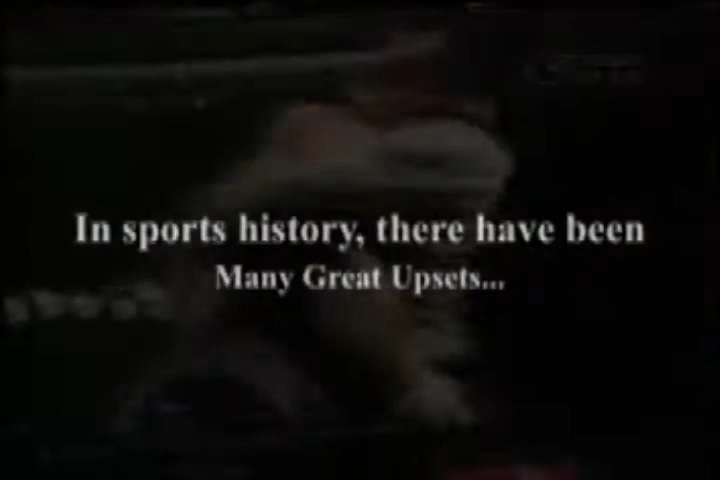 In sports history, there have been
Many Great Upsets...